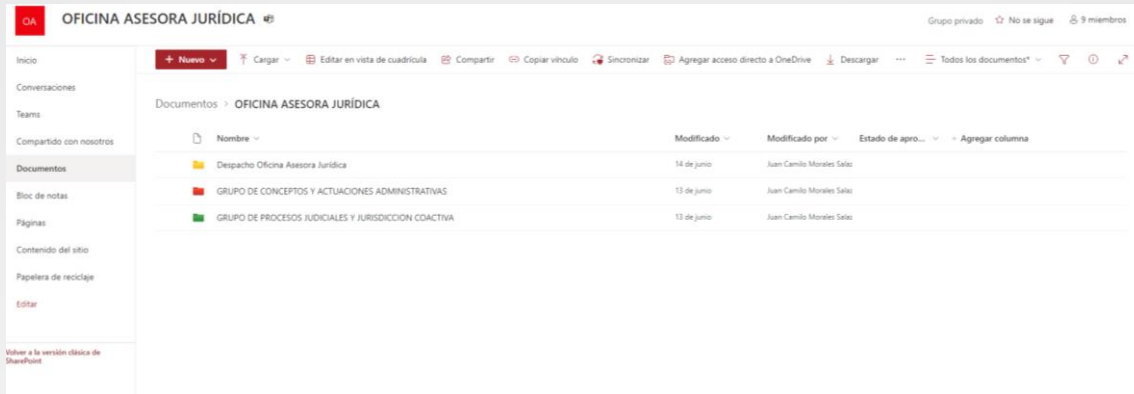 OA
OFICINA ASESORA JURÍDICA
Grupo privado No se sigue 9 miembros
Inicio
Conversaciones
Teams
Compartido con nosotros
Documentos
Bloc de notas
Páginas
Contenido del sitio
Papelera de reciclaje
Editar
Volver a la versión clásica de
SharePoint
+ Nuevo Cargar Editar en vista de cuadrícula Compartir Copiar vínculo Sincronizar Agregar acceso directo a OneDrive Descargar ... Todos los documentos*
Documentos > OFICINA ASESORA JURÍDICA
Nombre Modificado Modificado por Estado de apro... + Agregar columna
Despacho Oficina Asesora Jurídica 14 de junio Juan Camilo Morales Salaz
GRUPO DE CONCEPTOS Y ACTUACIONES ADMINISTRATIVAS 13 de junio Juan Camilo Morales Salaz
GRUPO DE PROCESOS JUDICIALES Y JURISDICCION COACTIVA 13 de junio Juan Camilo Morales Salaz